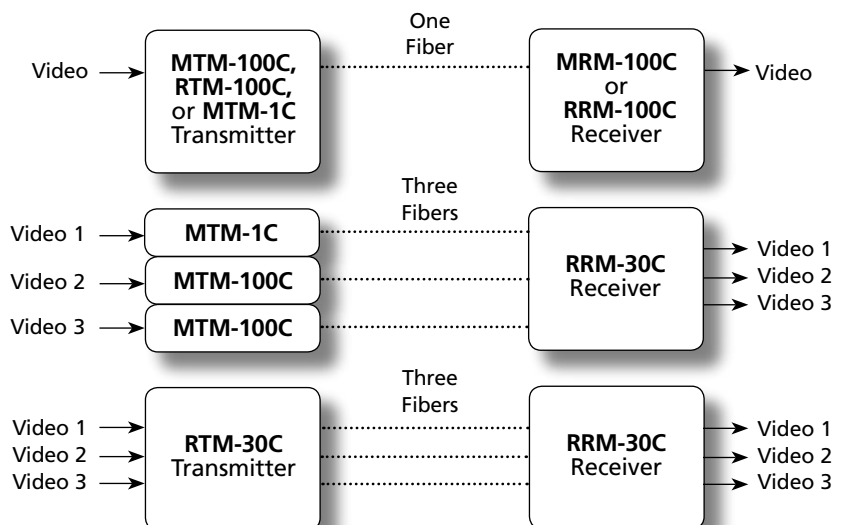 One
Fiber
Video
MTM-100C,
RTM-100C,
or MTM-1C
Transmitter
MRM-100C
or
RRM-100C
Receiver
Video
Three
Fibers
Video 1
Video 2
Video 3
MTM-1C
MTM-100C
MTM-100C
RRM-30C
Receiver
Video 1
Video 2
Video 3
Three
Fibers
Video 1
Video 2
Video 3
RTM-30C
Transmitter
RRM-30C
Receiver
Video 1
Video 2
Video 3